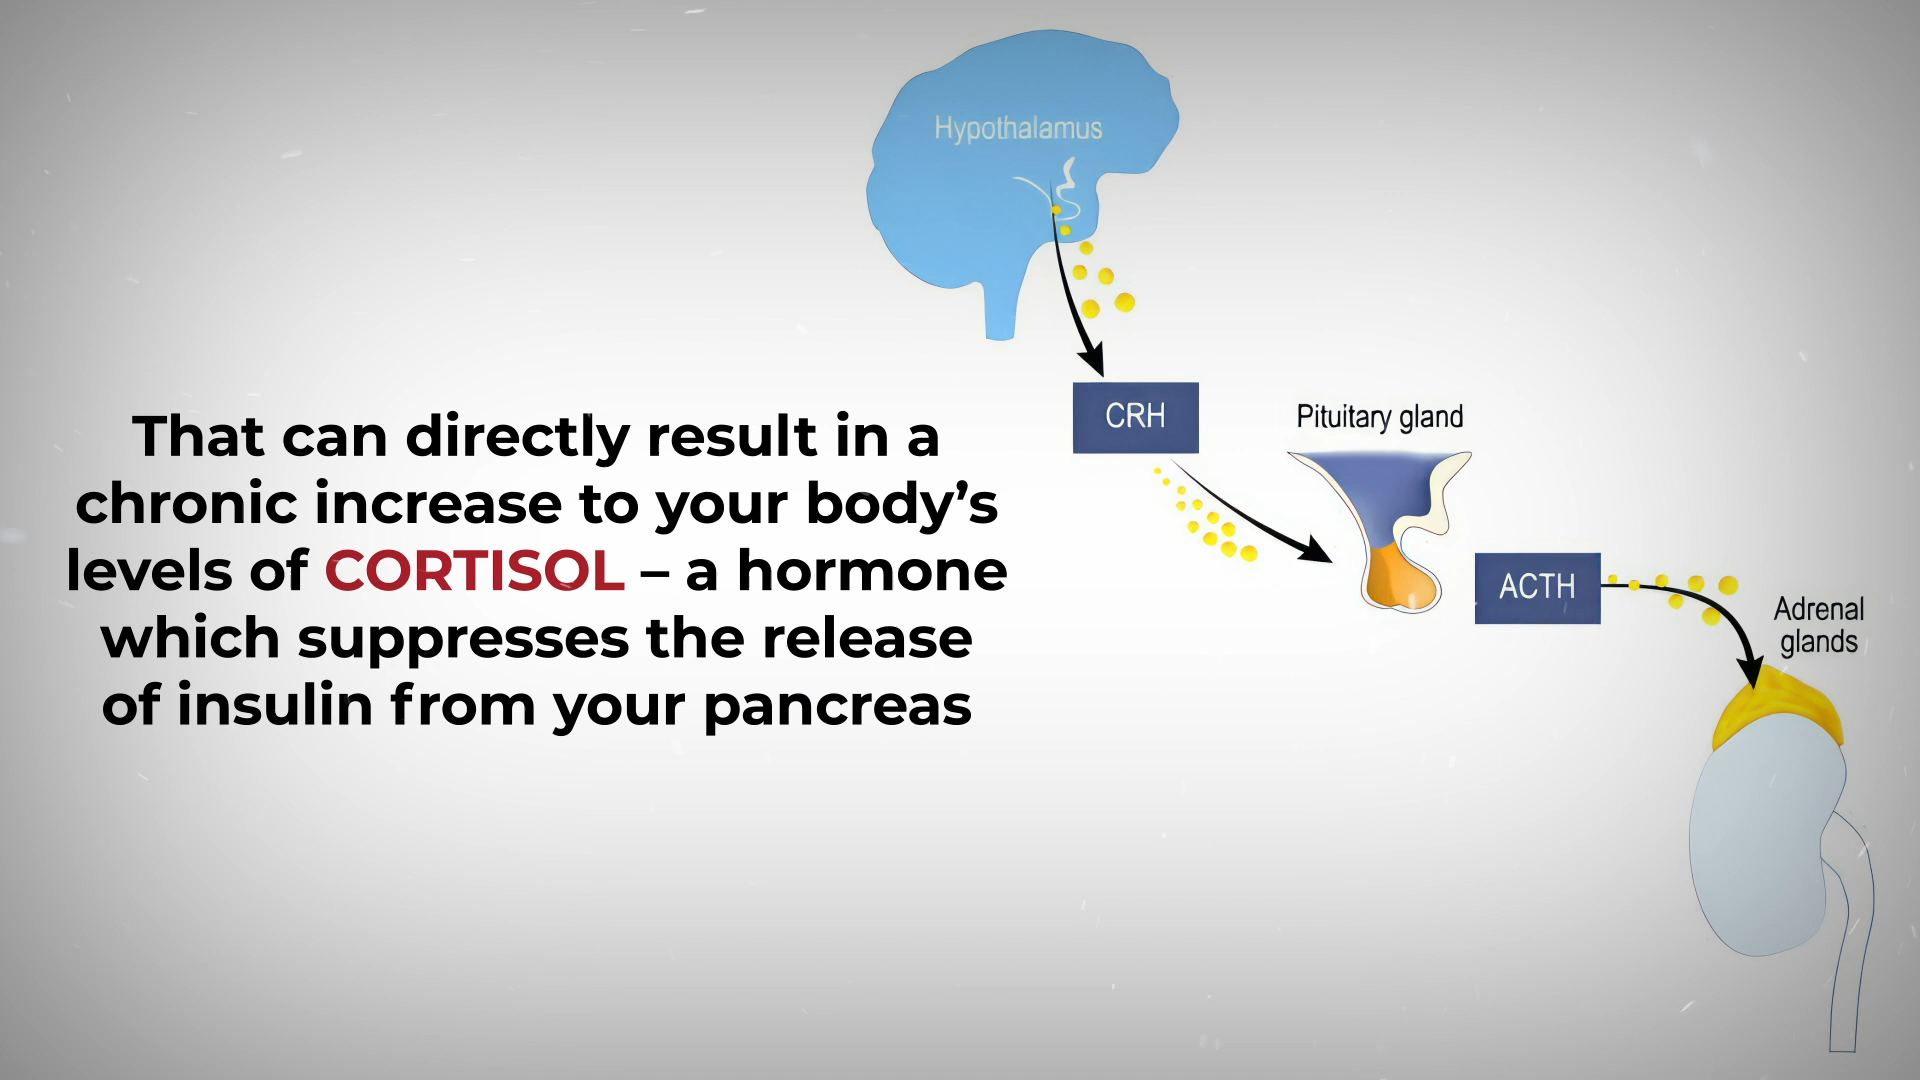 Hypothalamus
CRH
Pituitary gland
ACTH
Adrenal
glands
That can directly result in a
chronic increase to your body’s
levels of CORTISOL – a hormone
which suppresses the release
of insulin from your pancreas